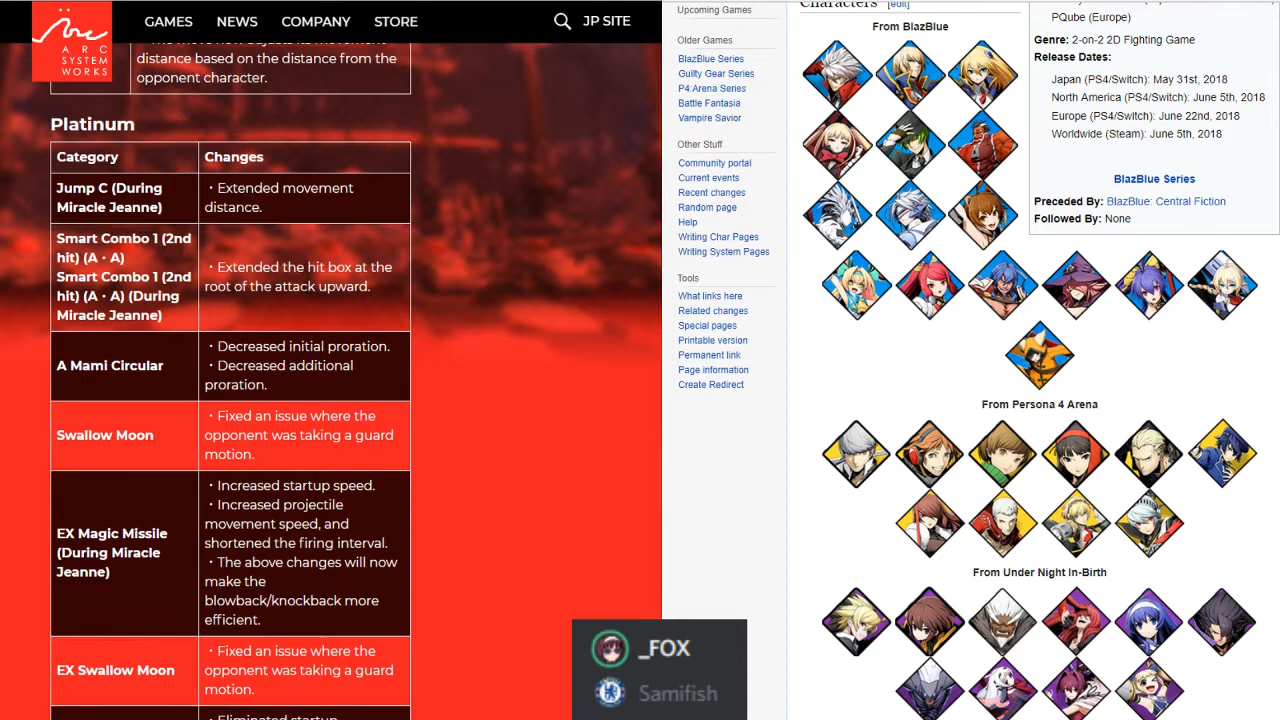 ARC
SYSTEM
WORKS
GAMES
NEWS
COMPANY
STORE
JP SITE
distance based on the distance from the
opponent character.
Platinum
Category
Changes
Jump C (During
Miracle Jeanne)
・Extended movement
distance.
Smart Combo 1 (2nd
hit) (A・A)
Smart Combo 1 (2nd
hit) (A・A) (During
Miracle Jeanne)
・Extended the hit box at the
root of the attack upward.
A Mami Circular
・Decreased initial proration.
・Decreased additional
proration.
Swallow Moon
・Fixed an issue where the
opponent was taking a guard
motion.
EX Magic Missile
(During Miracle
Jeanne)
・Increased startup speed.
・Increased projectile
movement speed, and
shortened the firing interval.
・The above changes will now
make the
blowback/knockback more
efficient.
EX Swallow Moon
・Fixed an issue where the
opponent was taking a guard
motion.
・Eliminated startup
_FOX
Samifish
Upcoming Games
Older Games
BlazBlue Series
Guilty Gear Series
P4:Arena Series
Battle Fantasia
Vampire Savior
Other Stuff
Community portal
Current events
Recent changes
Random page
Help
Writing Char Pages
Writing System Pages
Tools
What links here
Related changes
Special pages
Printable version
Permanent link
Page information
Create Redirect
Characters [edit]
From BlazBlue
From Persona 4 Arena
From Under Night In-Birth
PQube (Europe)
Genre: 2-on-2 2D Fighting Game
Release Dates:
Japan (PS4/Switch): May 31st, 2018
North America (PS4/Switch): June 5th, 2018
Europe (PS4/Switch): June 22nd, 2018
Worldwide (Steam): June 5th, 2018
BlazBlue Series
Preceded By: BlazBlue: Central Fiction
Followed By: None